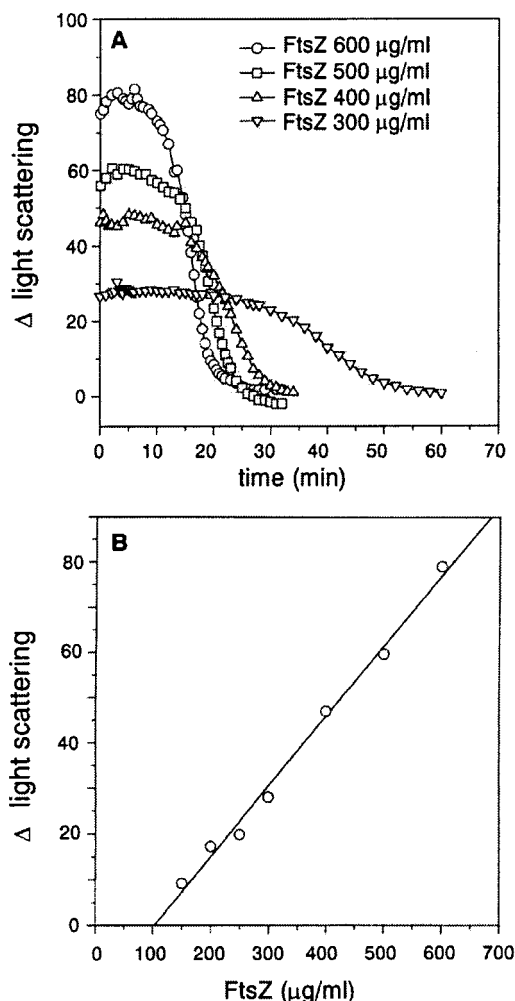 A
FtsZ 600 μg/ml
FtsZ 500 μg/ml
FtsZ 400 μg/ml
FtsZ 300 μg/ml
100
80
60
40
20
0
Δ light scattering
0 10 20 30 40 50 60 70
time (min)
B
80
60
40
20
0
Δ light scattering
0 100 200 300 400 500 600 700
FtsZ (μg/ml)